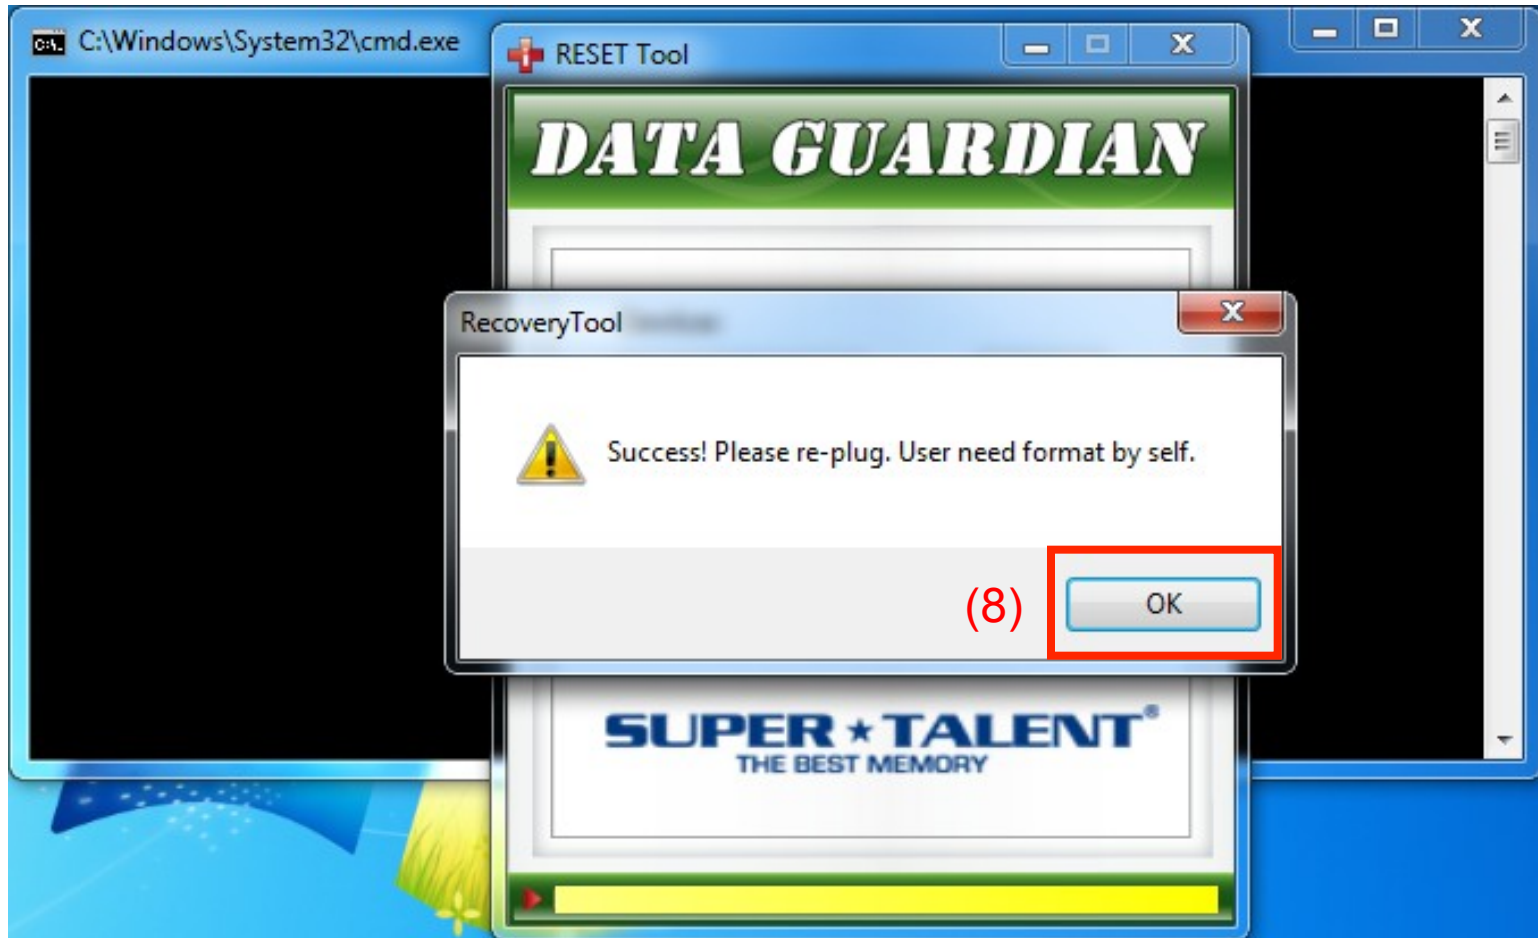 C:\Windows\System32\cmd.exe
RESET Tool
DATA GUARDIAN
RecoveryTool
Success! Please re-plug. User need format by self.
(8)
OK
SUPER★TALENT®
THE BEST MEMORY